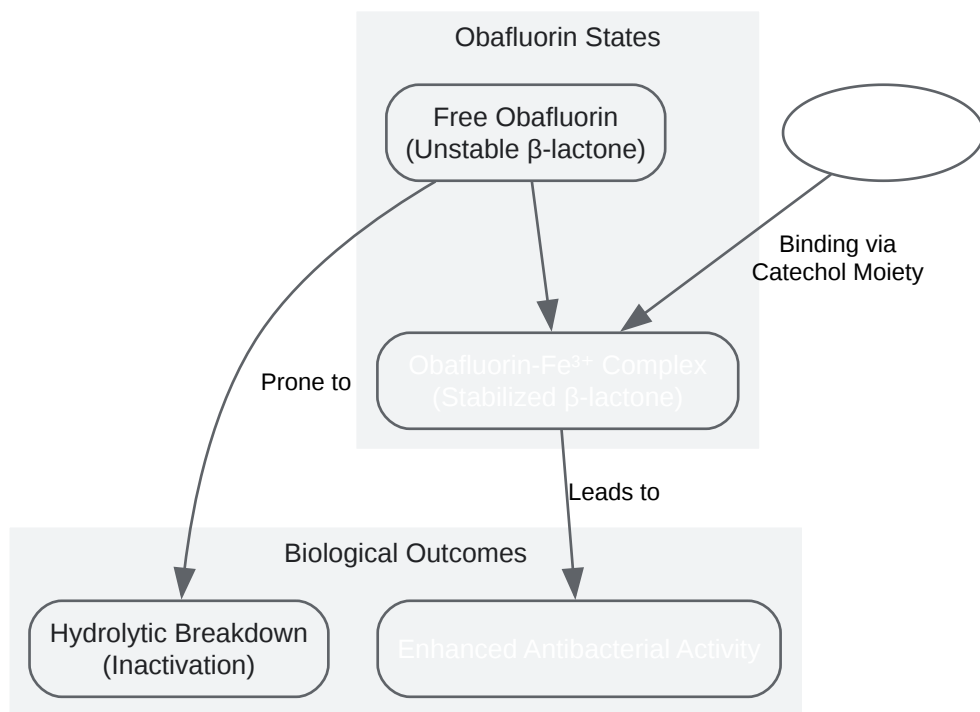 Obafluorin States
Free Obafluorin
(Unstable β-lactone)
Binding via
Catechol Moiety
Obafluorin-Fe³⁺ Complex
(Stabilized β-lactone)
Prone to
Leads to
Biological Outcomes
Hydrolytic Breakdown
(Inactivation)
Enhanced Antibacterial Activity